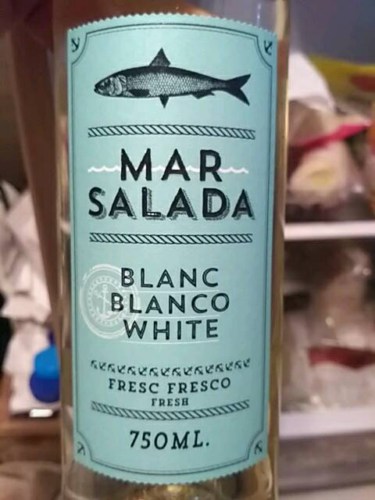 MAR
SALADA
BLANC
BLANCO
WHITE
FRESC FRESCO
FRESH
750ML.